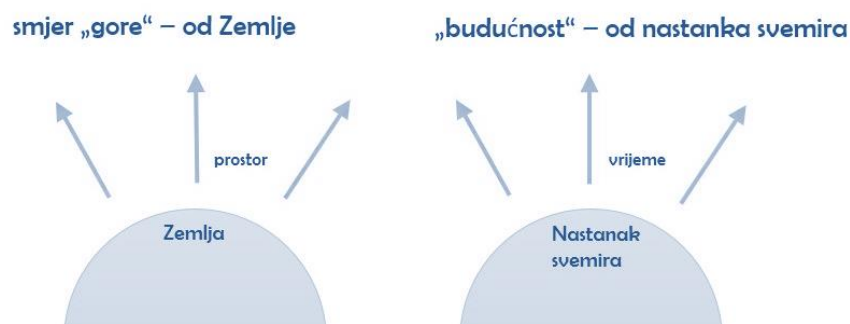 smjer „gore“ – od Zemlje
„budućnost“ – od nastanka svemira
prostor
vrijeme
Zemlja
Nastanak
svemira